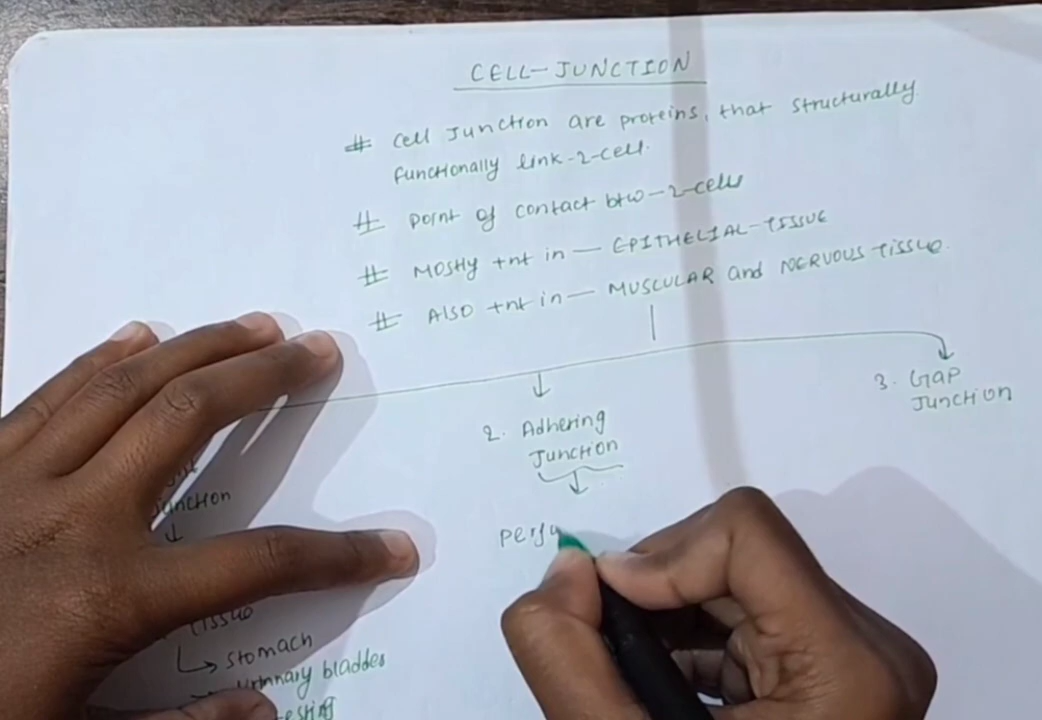 CELL-JUNCTION
# Cell Junction are proteins, that structurally
functionally link-2-cell.
# Point of contact btw-2-cells
# Mostly +nt in — EPITHELIAL-TISSUE
# Also +nt in — MUSCULAR and NERVOUS Tissue.
Junction
tissue
↳ Stomach
bladder
2. Adhering
Junction
Perfu
3. Gap
Junction